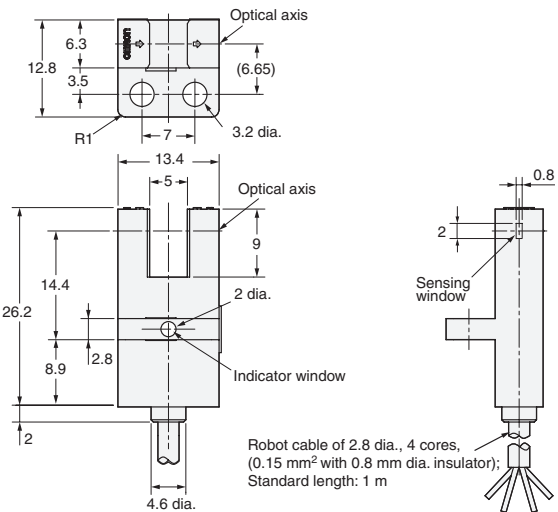 Optical axis
OMRON
6.3
12.8
3.5
(6.65)
R1
7
3.2 dia.
13.4
5
Optical axis
9
14.4
26.2
2 dia.
2.8
8.9
Indicator window
2
4.6 dia.
0.8
2
Sensing
window
Robot cable of 2.8 dia., 4 cores,
(0.15 mm² with 0.8 mm dia. insulator);
Standard length: 1 m